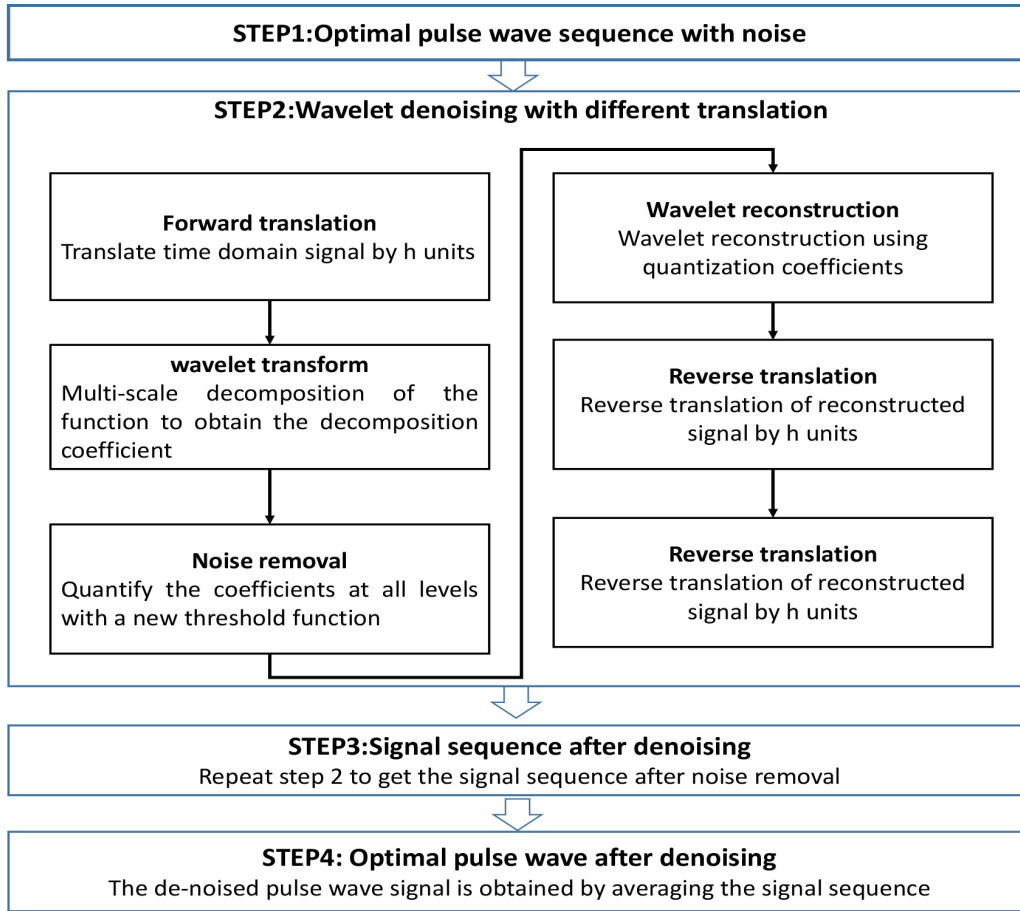 STEP1:Optimal pulse wave sequence with noise
STEP2:Wavelet denoising with different translation
Forward translation
Translate time domain signal by h units
wavelet transform
Multi-scale decomposition of the
function to obtain the decomposition
coefficient
Noise removal
Quantify the coefficients at all levels
with a new threshold function
Wavelet reconstruction
Wavelet reconstruction using
quantization coefficients
Reverse translation
Reverse translation of reconstructed
signal by h units
Reverse translation
Reverse translation of reconstructed
signal by h units
STEP3:Signal sequence after denoising
Repeat step 2 to get the signal sequence after noise removal
STEP4: Optimal pulse wave after denoising
The de-noised pulse wave signal is obtained by averaging the signal sequence